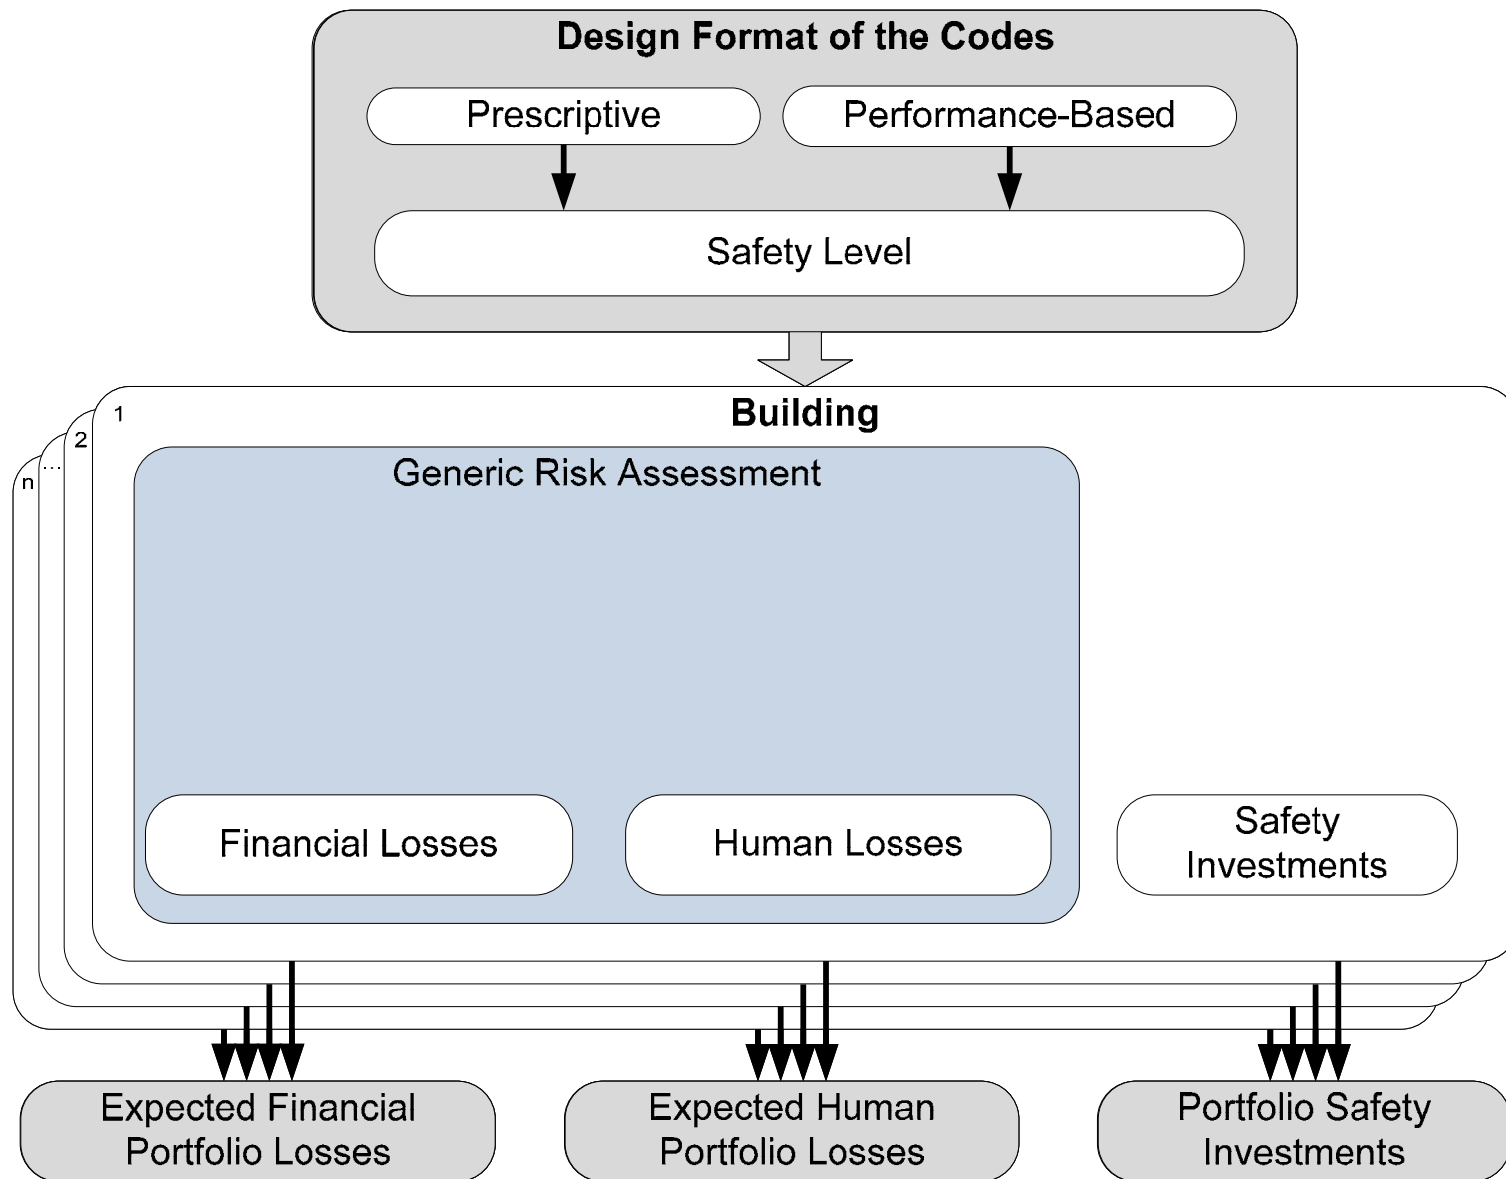 Design Format of the Codes
Prescriptive
Performance-Based
Safety Level
Building
1
2
...
n
Generic Risk Assessment
Financial Losses
Human Losses
Safety
Investments
Expected Financial
Portfolio Losses
Expected Human
Portfolio Losses
Portfolio Safety
Investments